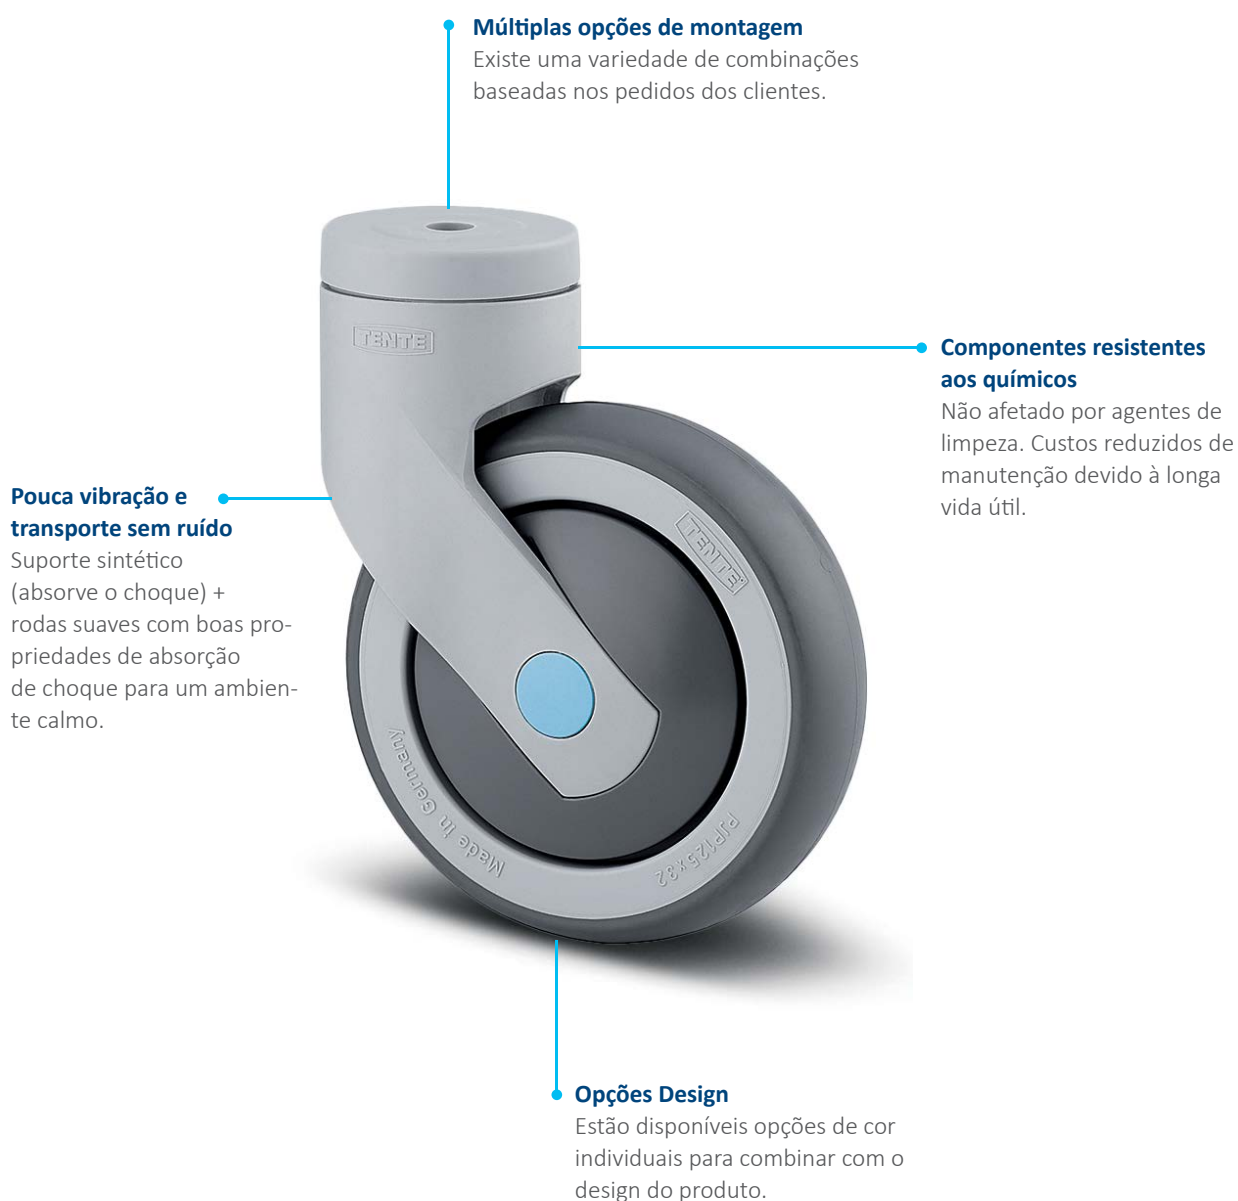 Múltiplas opções de montagem
Existe uma variedade de combinações
baseadas nos pedidos dos clientes.
TENTE
Componentes resistentes
aos químicos
Não afetado por agentes de
limpeza. Custos reduzidos de
manutenção devido à longa
vida útil.
Pouca vibração e
transporte sem ruído
Suporte sintético
(absorve o choque) +
rodas suaves com boas pro-
priedades de absorção
de choque para um ambien-
te calmo.
TENTE
Made in Germany
PJP125x32
Opções Design
Estão disponíveis opções de cor
individuais para combinar com o
design do produto.